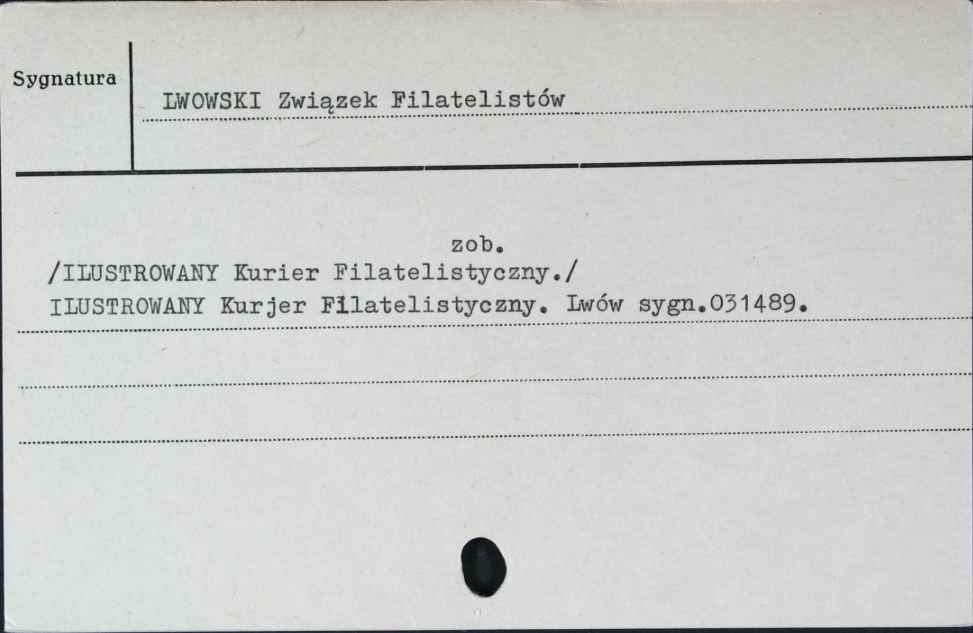 Sygnatura
LWOWSKI Związek Filatelistów
zob.
/ILUSTROWANY Kurier Filatelistyczny./
ILUSTROWANY Kurjer Filatelistyczny. Lwów sygn.031489.